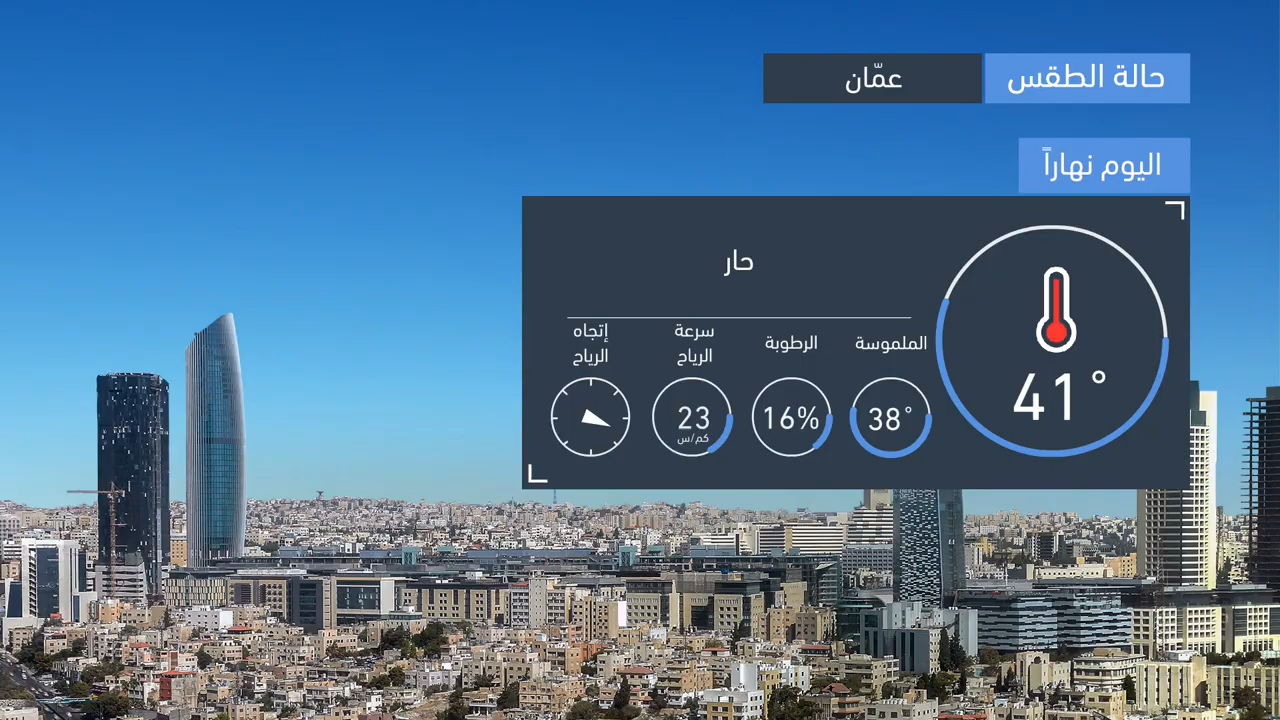 حالة الطقس
عمّان
اليوم نهاراً
حار
41°
الملموسة
38°
الرطوبة
16%
سرعة
الرياح
23
كم/س
إتجاه
الرياح